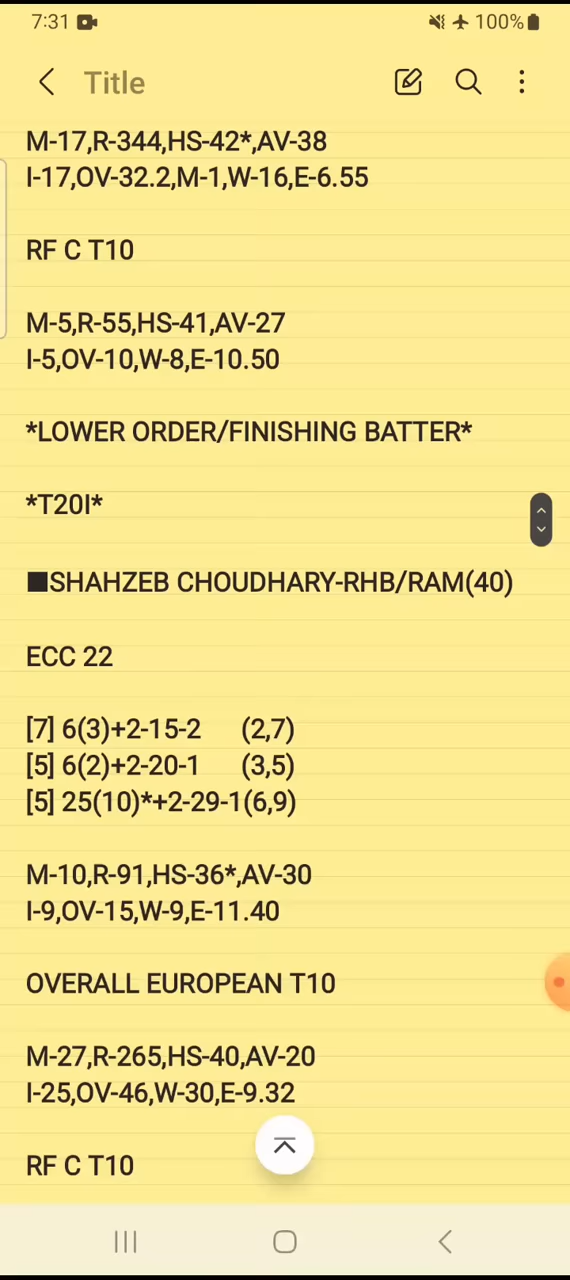 7:31 100%
Title
M-17,R-344,HS-42*,AV-38
I-17,OV-32.2,M-1,W-16,E-6.55
RF C T10
M-5,R-55,HS-41,AV-27
I-5,OV-10,W-8,E-10.50
*LOWER ORDER/FINISHING BATTER*
*T20I*
■SHAHZEB CHOUDHARY-RHB/RAM(40)
ECC 22
[7] 6(3)+2-15-2 (2,7)
[5] 6(2)+2-20-1 (3,5)
[5] 25(10)*+2-29-1(6,9)
M-10,R-91,HS-36*,AV-30
I-9,OV-15,W-9,E-11.40
OVERALL EUROPEAN T10
M-27,R-265,HS-40,AV-20
I-25,OV-46,W-30,E-9.32
RF C T10